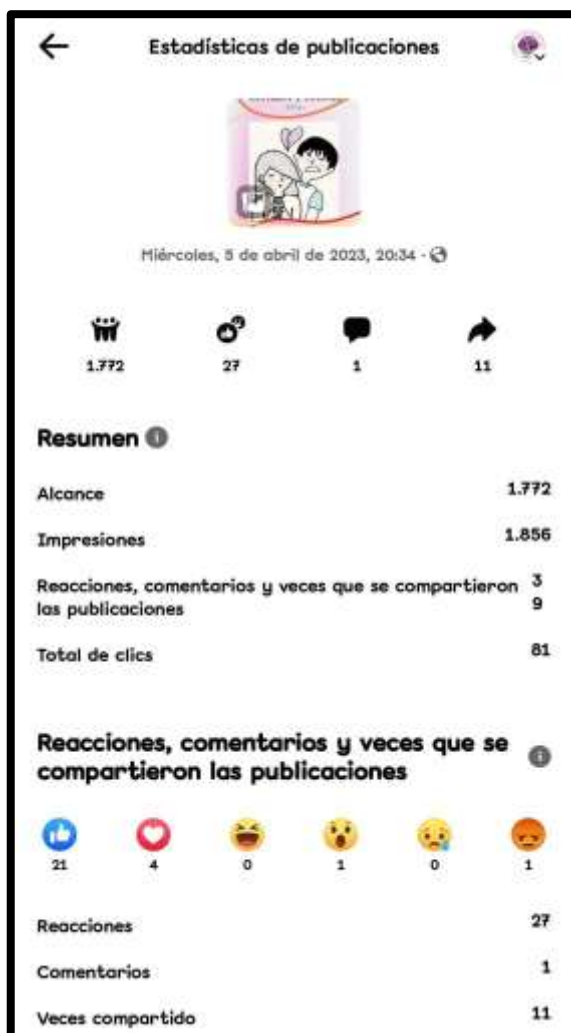 Estadísticas de publicaciones
Miércoles, 5 de abril de 2023, 20:34 ·
1.772 27 1 11
Resumen
Alcance 1.772
Impresiones 1.856
Reacciones, comentarios y veces que se compartieron 3
las publicaciones 9
Total de clics 81
Reacciones, comentarios y veces que se
compartieron las publicaciones
21 4 0 1 0 1
Reacciones 27
Comentarios 1
Veces compartido 11